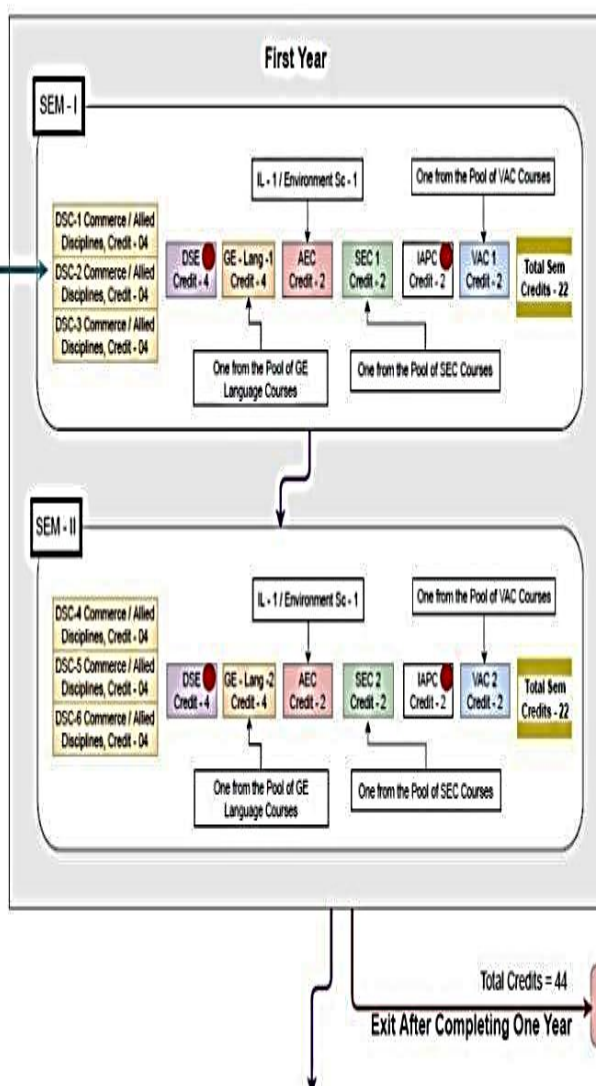 First Year
SEM - I
IL - 1 / Environment Sc - 1
One from the Pool of VAC Courses
DSC-1 Commerce / Allied
Disciplines, Credit - 04
DSC-2 Commerce / Allied
Disciplines, Credit - 04
DSC-3 Commerce / Allied
Disciplines, Credit - 04
DSE
Credit - 4
GE - Lang -1
Credit - 4
AEC
Credit - 2
SEC 1
Credit - 2
IAPC
Credit - 2
VAC 1
Credit - 2
Total Sem
Credits - 22
One from the Pool of GE
Language Courses
One from the Pool of SEC Courses
SEM - II
IL - 1 / Environment Sc - 1
One from the Pool of VAC Courses
DSC-4 Commerce / Allied
Disciplines, Credit - 04
DSC-5 Commerce / Allied
Disciplines, Credit - 04
DSC-6 Commerce / Allied
Disciplines, Credit - 04
DSE
Credit - 4
GE - Lang -2
Credit - 4
AEC
Credit - 2
SEC 2
Credit - 2
IAPC
Credit - 2
VAC 2
Credit - 2
Total Sem
Credits - 22
One from the Pool of GE
Language Courses
One from the Pool of SEC Courses
Total Credits = 44
Exit After Completing One Year